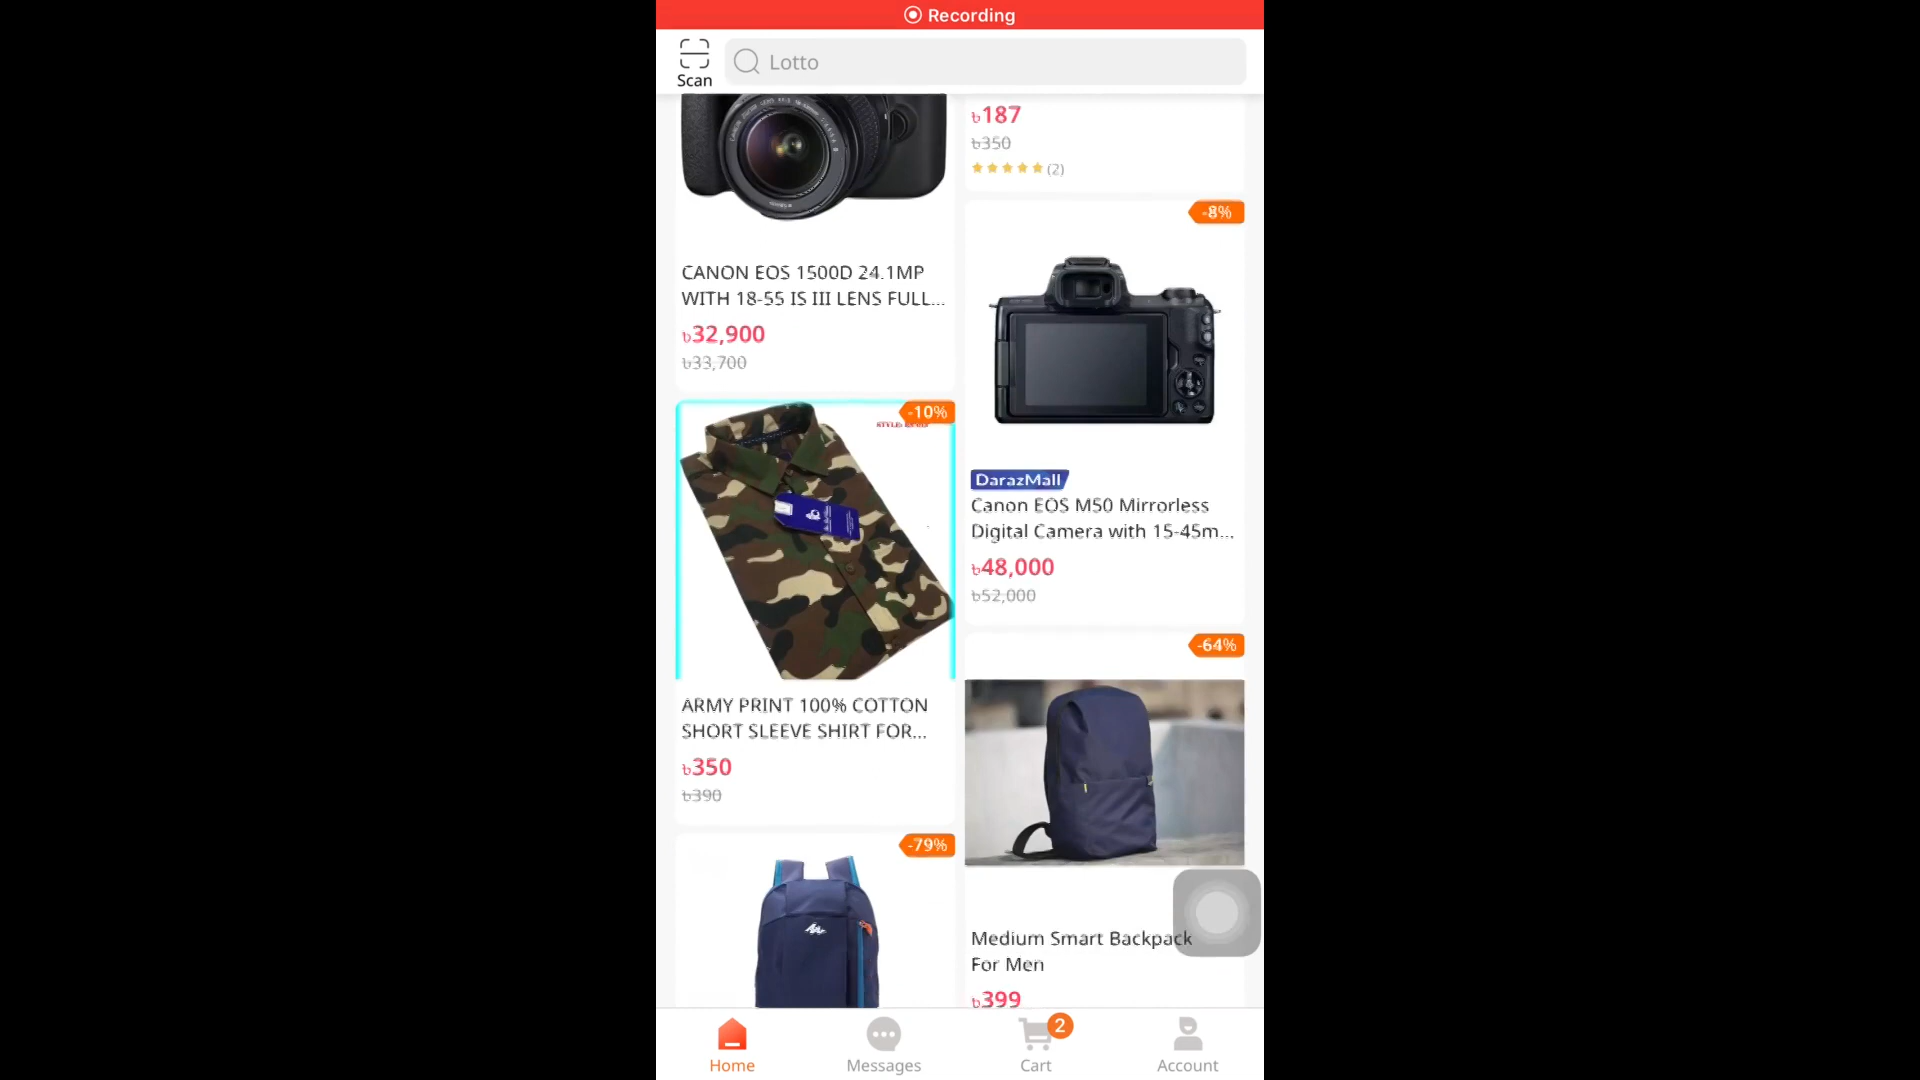 Recording
Scan
Lotto
CANON EOS 1500D 24.1MP
WITH 18-55 IS III LENS FULL...
৳32,900
৳33,700
-10%
ARMY PRINT 100% COTTON
SHORT SLEEVE SHIRT FOR...
৳350
৳390
-79%
৳187
৳350
(2)
-8%
DarazMall
Canon EOS M50 Mirrorless
Digital Camera with 15-45m...
৳48,000
৳52,000
-64%
Medium Smart Backpack
For Men
৳399
Home
Messages
2
Cart
Account